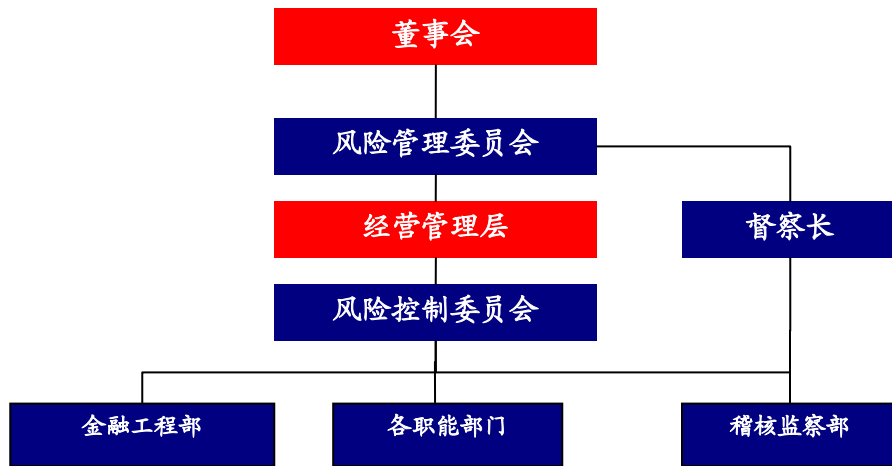 董事会
风险管理委员会
经营管理层
督察长
风险控制委员会
金融工程部
各职能部门
稽核监察部